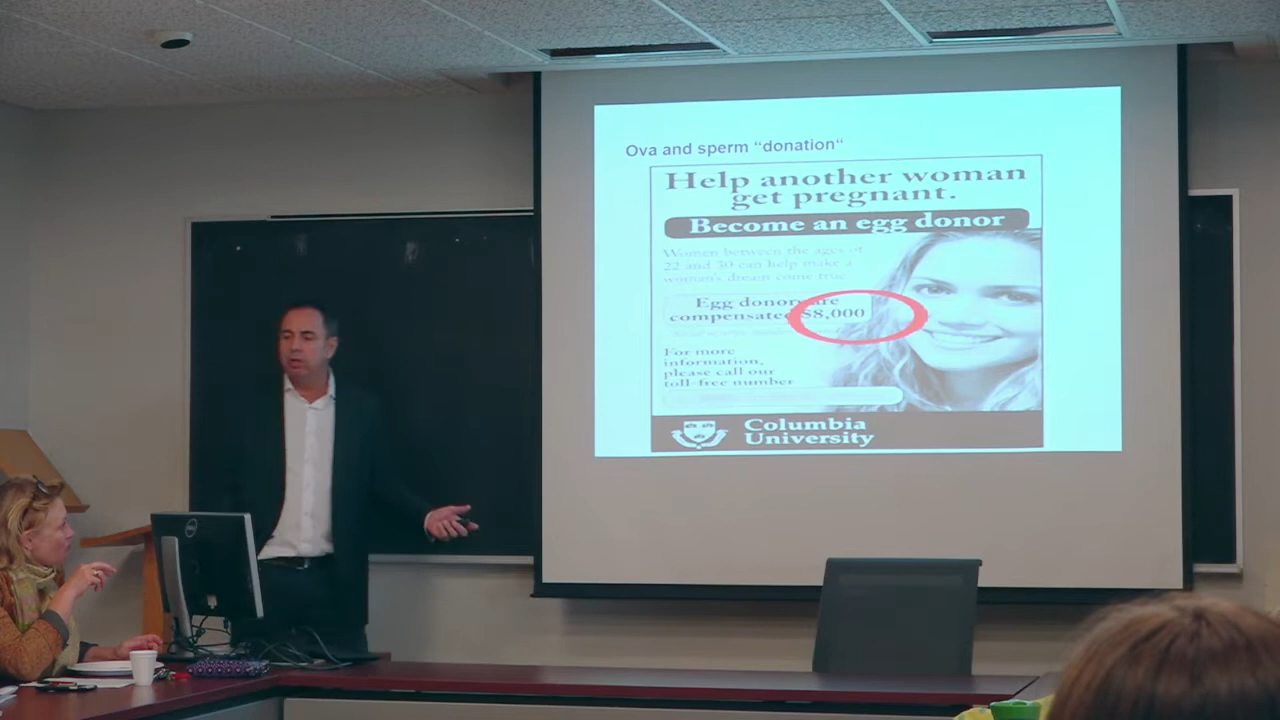 Ova and sperm “donation“
Help another woman
get pregnant.
Become an egg donor
Women between the ages of
22 and 30 can help make a
woman's dream come true
Egg donors are
compensated $8,000
For more
information,
please call our
toll-free number
Columbia
University
DELL